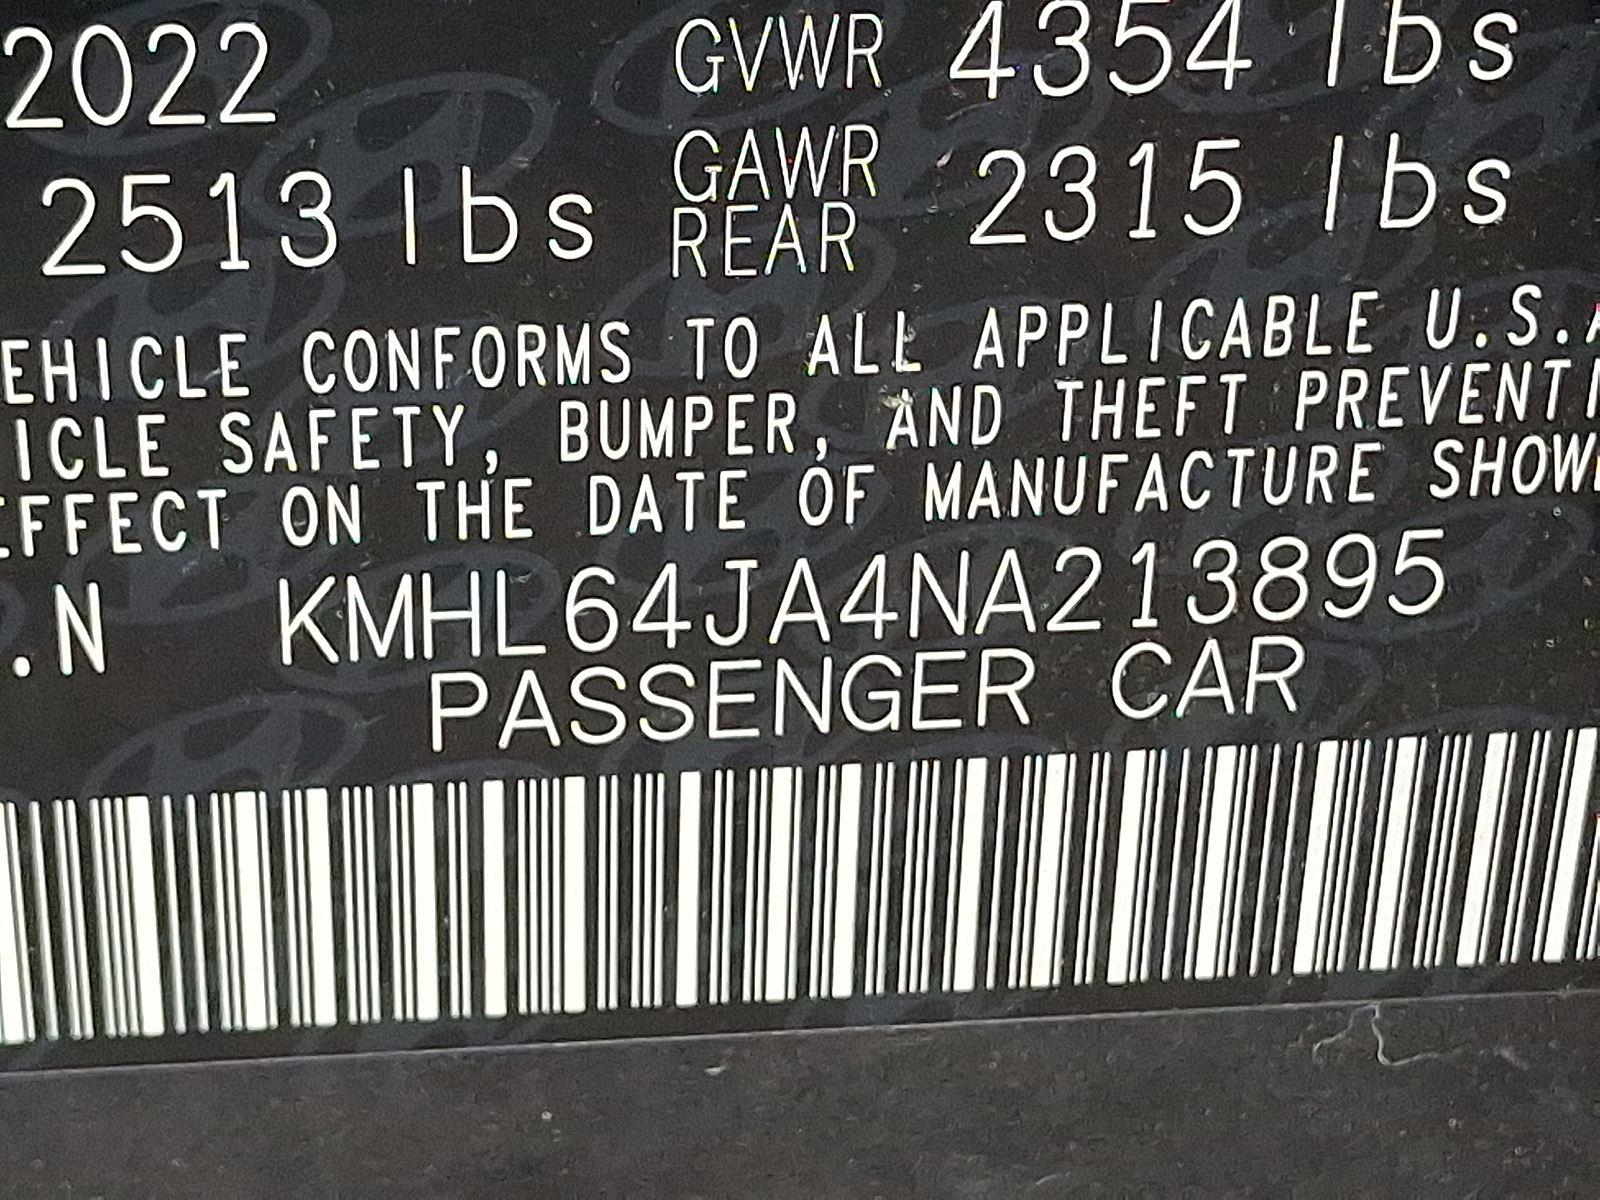 2022 GVWR 4354 lbs
2513 lbs GAWR REAR 2315 lbs
EHICLE CONFORMS TO ALL APPLICABLE U.S.A
ICLE SAFETY, BUMPER, AND THEFT PREVENTI
EFFECT ON THE DATE OF MANUFACTURE SHOW
.N KMHL64JA4NA213895
PASSENGER CAR